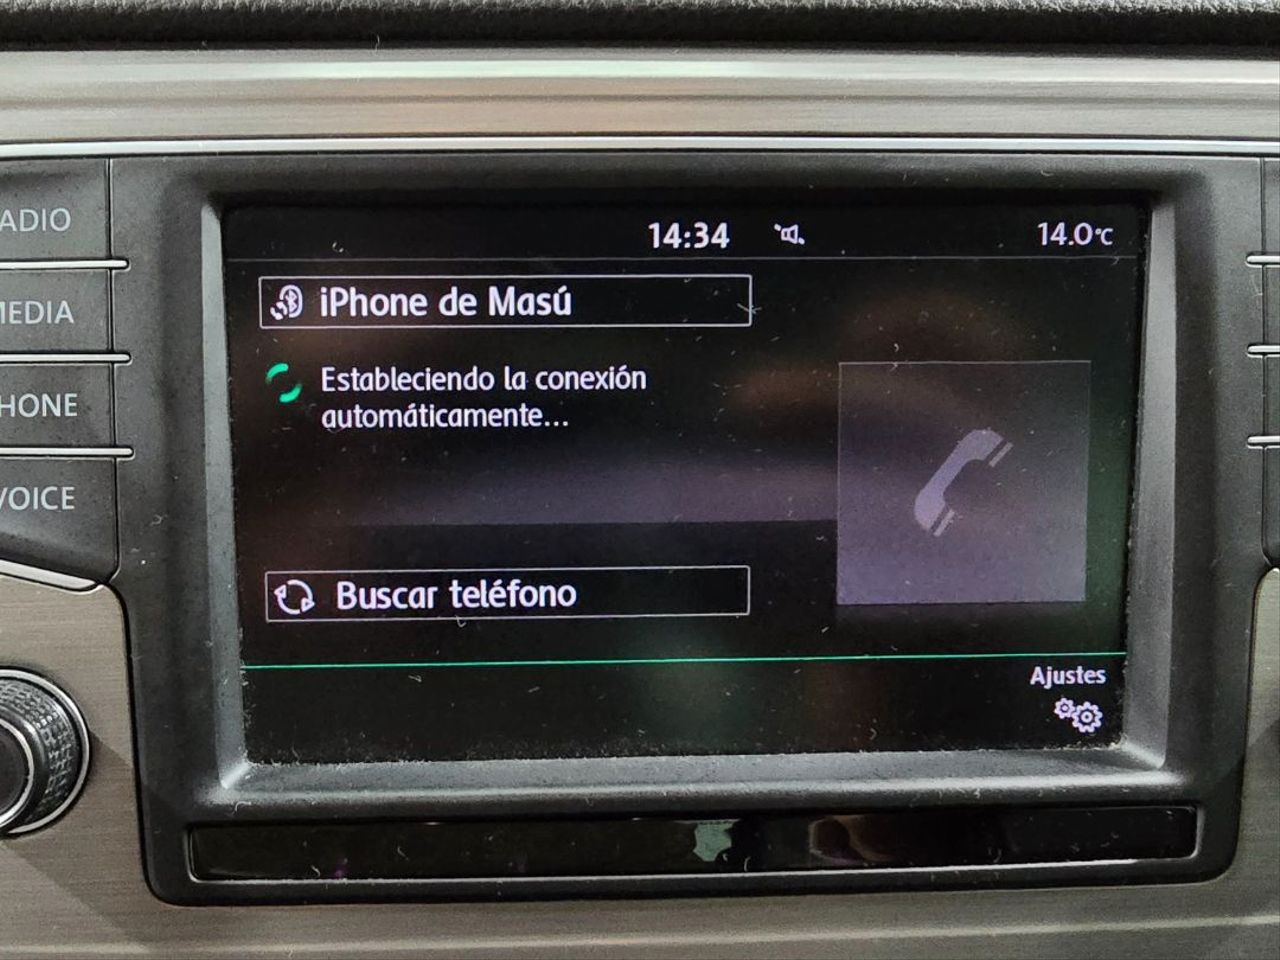 14:34
14.0°C
ADIO
iPhone de Masú
MEDIA
Estableciendo la conexión
automáticamente...
HONE
VOICE
Buscar teléfono
Ajustes